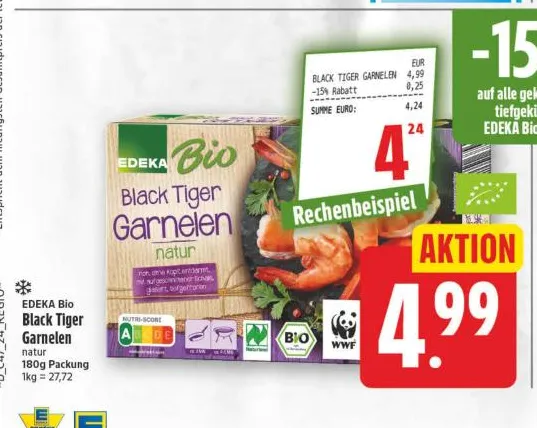 -15
auf alle gek
tiefgeki
EDEKA Bio
EUR
BLACK TIGER GARNELEN 4,99
-15% Rabatt 0,25
SUMME EURO: 4,24
4 24
Rechenbeispiel
EDEKA Bio
Black Tiger
Garnelen
natur
NUTRI-SCORE
A
BIO
WWF
AKTION
4.99
EDEKA Bio
Black Tiger
Garnelen
natur
180g Packung
1kg = 27,72